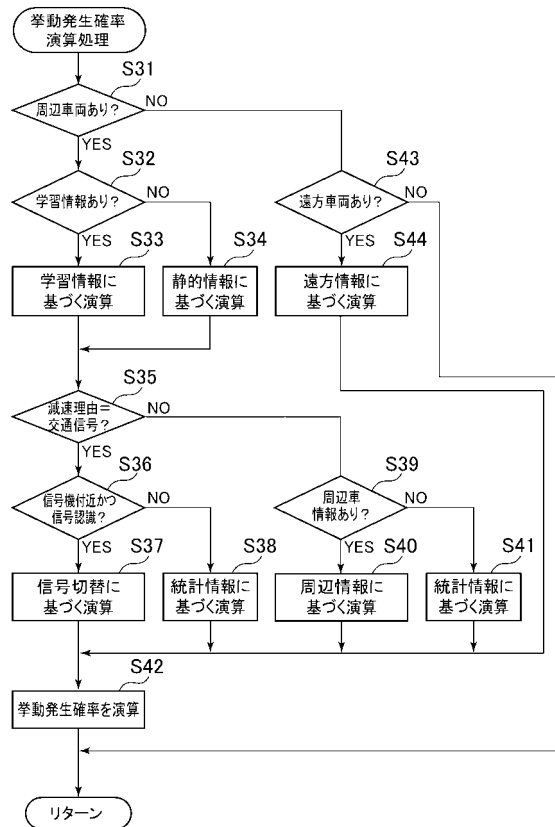 挙動発生確率
演算処理
S31
周辺車両あり?
NO
YES
S32
学習情報あり?
NO
YES
S43
遠方車両あり?
NO
YES
S33
学習情報に
基づく演算
S34
静的情報に
基づく演算
S44
遠方情報に
基づく演算
S35
減速理由=
交通信号?
NO
YES
S36
信号機付近かつ
信号認識?
NO
YES
S39
周辺車
情報あり?
NO
YES
S37
信号切替に
基づく演算
S38
統計情報に
基づく演算
S40
周辺情報に
基づく演算
S41
統計情報に
基づく演算
S42
挙動発生確率を演算
リターン